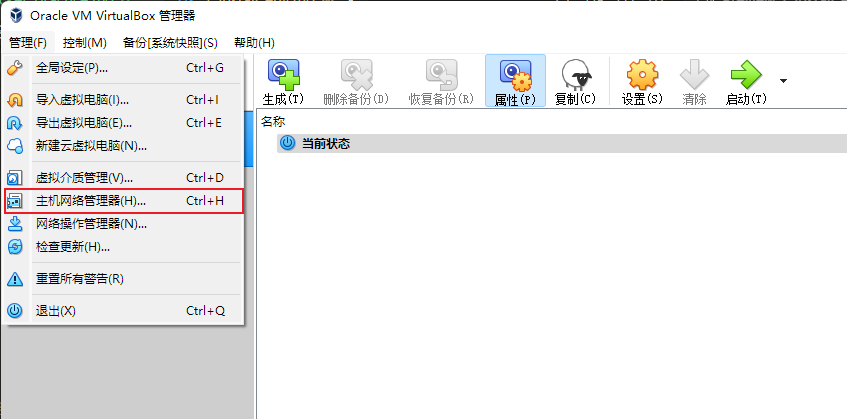 Oracle VM VirtualBox 管理器
管理(F) 控制(M) 备份[系统快照](S) 帮助(H)
全局设定(P)... Ctrl+G
导入虚拟电脑(I)... Ctrl+I
导出虚拟电脑(E)... Ctrl+E
新建云虚拟电脑(N)...
虚拟介质管理(V)... Ctrl+D
主机网络管理器(H)... Ctrl+H
网络操作管理器(N)...
检查更新(H)...
重置所有警告(R)
退出(X) Ctrl+Q
生成(T) 删除备份(D) 恢复备份(R) 属性(P) 复制(C) 设置(S) 清除 启动(T)
名称
当前状态